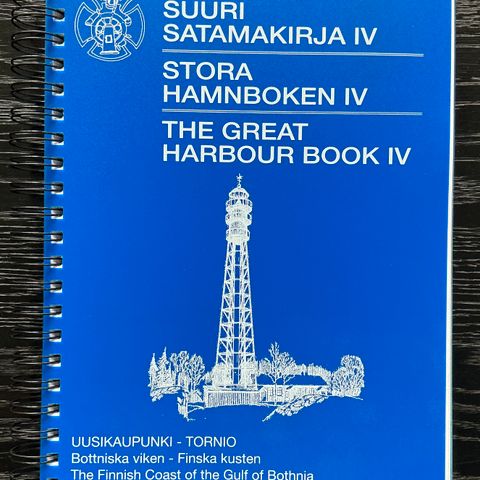 SUURI
SATAMAKIRJA IV
STORA
HAMNBOKEN IV
THE GREAT
HARBOUR BOOK IV
UUSIKAUPUNKI - TORNIO
Bottniska viken - Finska kusten
The Finnish Coast of the Gulf of Bothnia